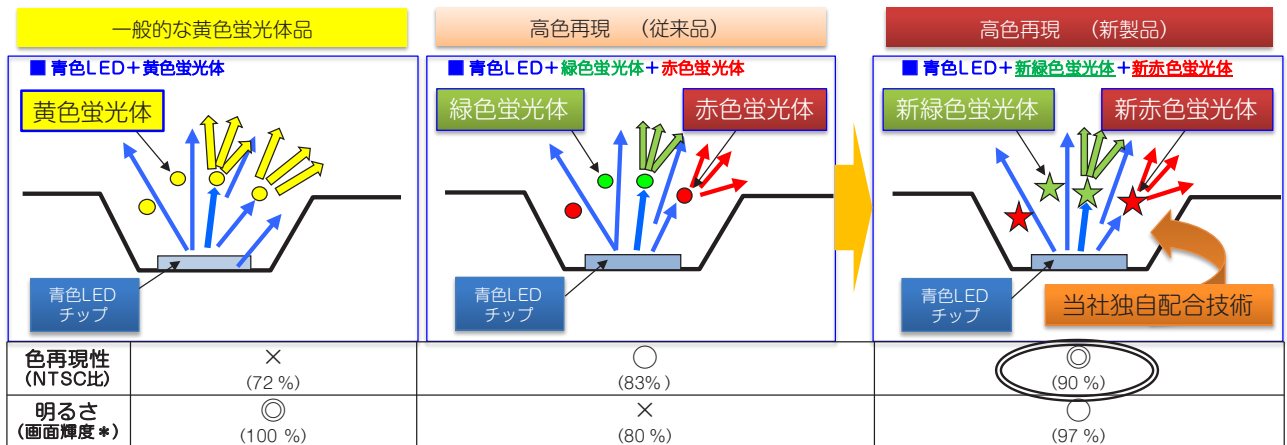 一般的な黄色蛍光体品
■ 青色LED+黄色蛍光体
黄色蛍光体
青色LED
チップ
高色再現 (従来品)
■ 青色LED+緑色蛍光体+赤色蛍光体
緑色蛍光体
赤色蛍光体
青色LED
チップ
高色再現 (新製品)
■ 青色LED+新緑色蛍光体+新赤色蛍光体
新緑色蛍光体
新赤色蛍光体
青色LED
チップ
当社独自配合技術
色再現性
(NTSC比)
×
(72 %)
○
(83% )
◎
(90 %)
明るさ
(画面輝度*)
◎
(100 %)
×
(80 %)
○
(97 %)